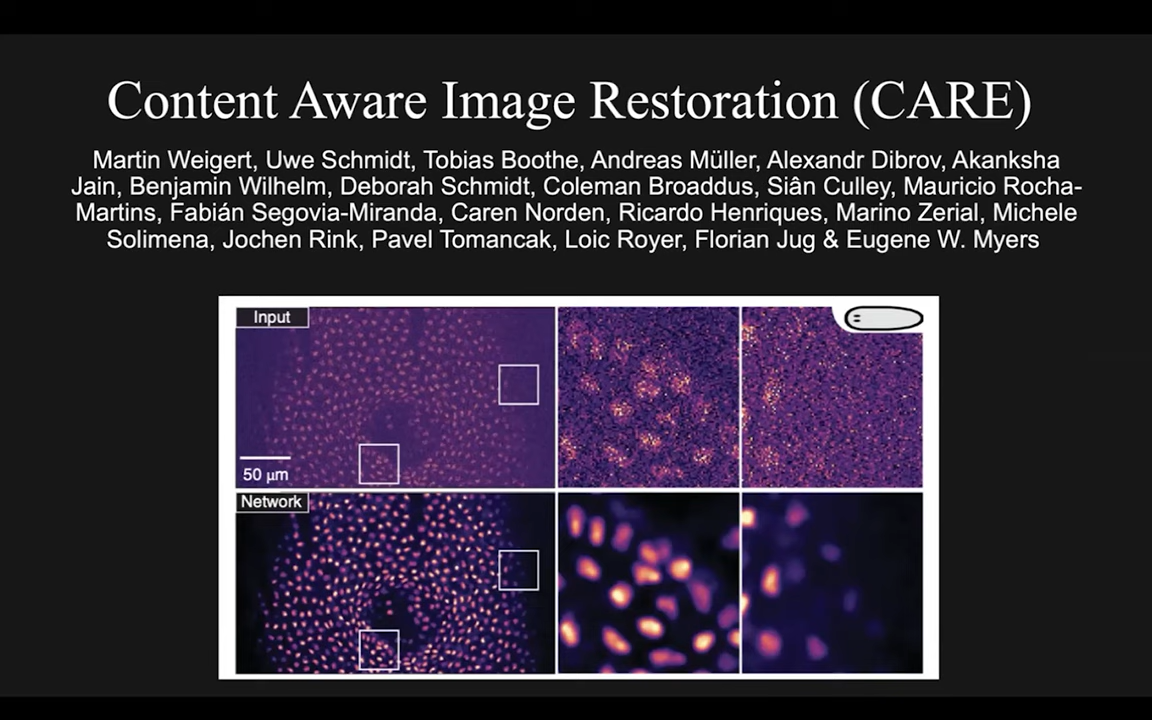 Content Aware Image Restoration (CARE)
Martin Weigert, Uwe Schmidt, Tobias Boothe, Andreas Müller, Alexandr Dibrov, Akanksha
Jain, Benjamin Wilhelm, Deborah Schmidt, Coleman Broaddus, Siân Culley, Mauricio Rocha-
Martins, Fabián Segovia-Miranda, Caren Norden, Ricardo Henriques, Marino Zerial, Michele
Solimena, Jochen Rink, Pavel Tomancak, Loic Royer, Florian Jug & Eugene W. Myers
Input
50 µm
Network